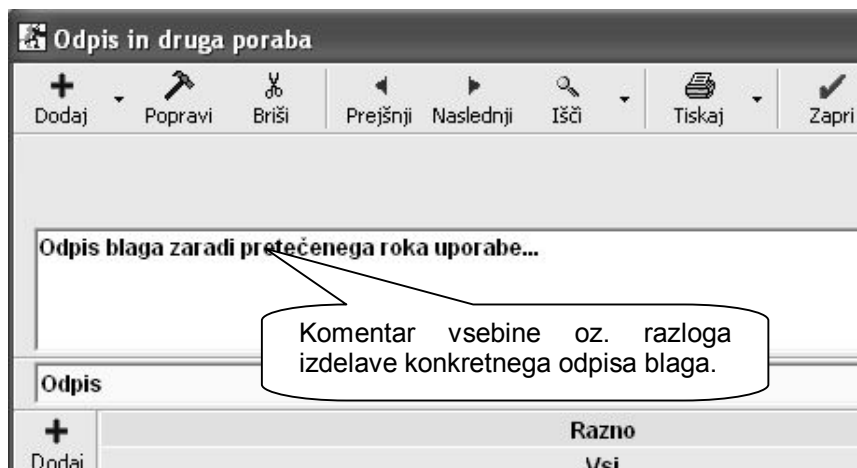 Odpis in druga poraba
Dodaj Popravi Briši Prejšnji Naslednji Išči Tiskaj Zapri
Odpis blaga zaradi pretečenega roka uporabe...
Komentar vsebine oz. razloga
izdelave konkretnega odpisa blaga.
Odpis
Razno
Dodaj Vsi